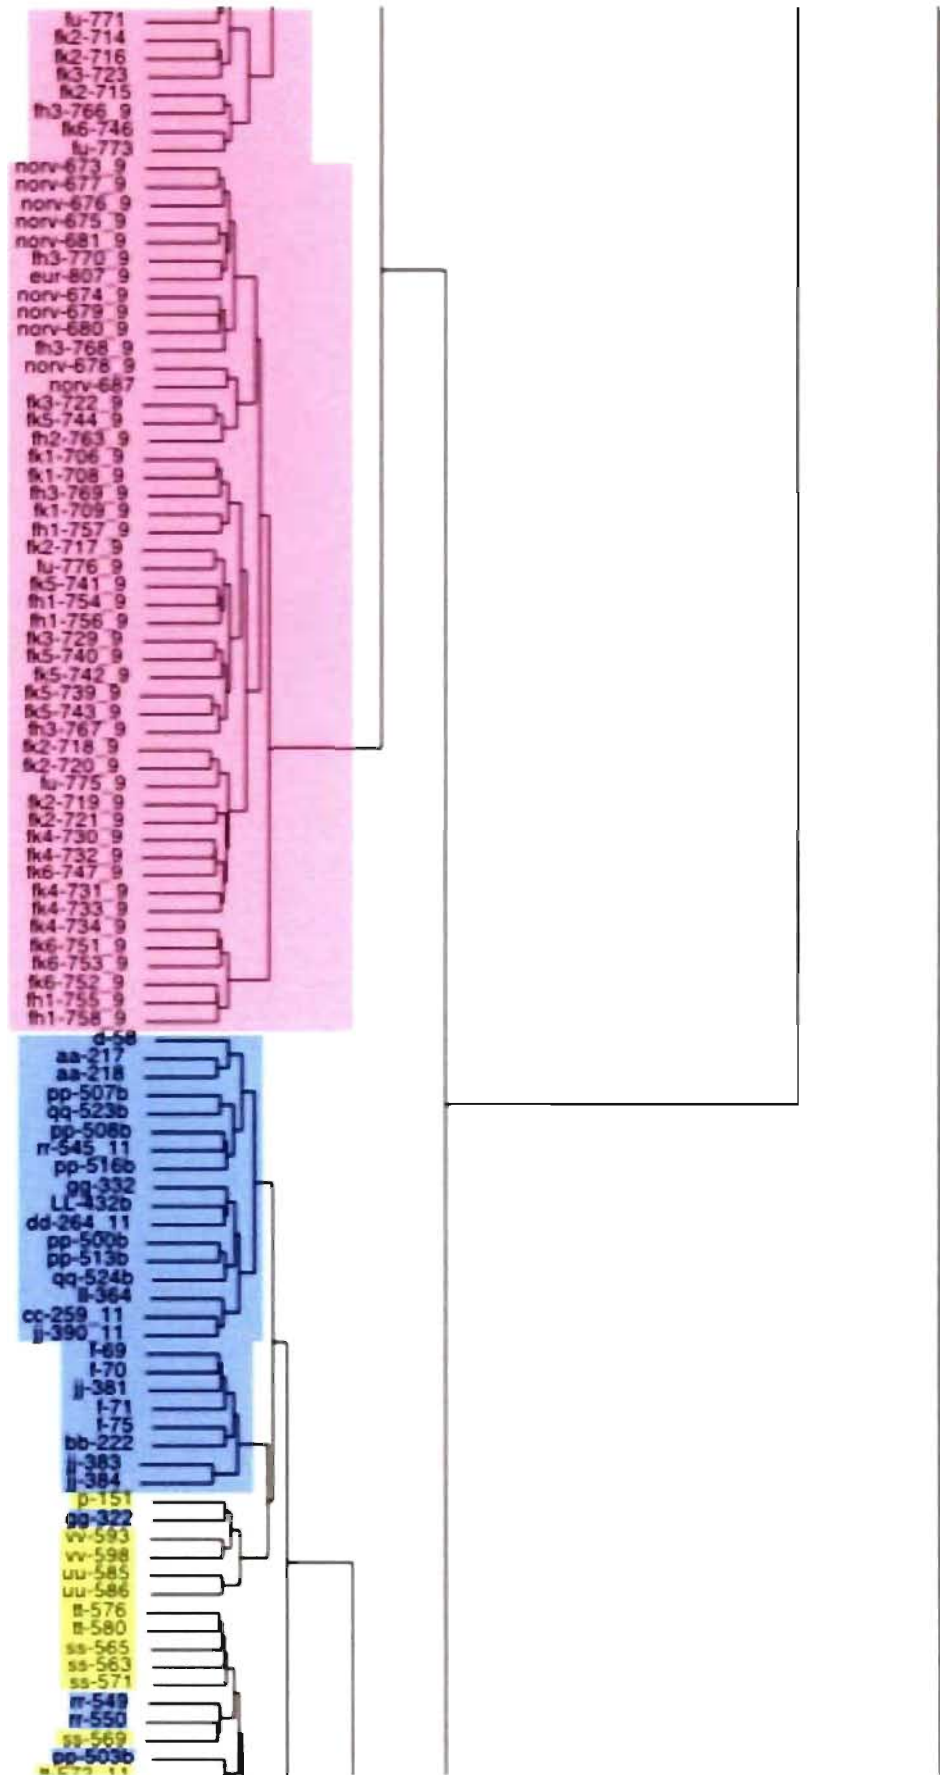 fu-771
fk2-714
fk2-716
fk3-723
fk2-715
fh3-766_9
fk6-746
fu-773
norv-673_9
norv-677_9
norv-676_9
norv-675_9
norv-681_9
fh3-770_9
eur-807_9
norv-674_9
norv-679_9
norv-680_9
fh3-768_9
norv-678_9
norv-687
fk3-722_9
fk5-744_9
fh2-763_9
fk1-706_9
fk1-708_9
fh3-769_9
fk1-709_9
fh1-757_9
fk2-717_9
fu-776_9
fk5-741_9
fh1-754_9
fh1-756_9
fk3-729_9
fk5-740_9
fk5-742_9
fk5-739_9
fk5-743_9
fh3-767_9
fk2-718_9
fk2-720_9
fu-775_9
fk2-719_9
fk2-721_9
fk4-730_9
fk4-732_9
fk6-747_9
fk4-731_9
fk4-733_9
fk4-734_9
fk6-751_9
fk6-753_9
fk6-752_9
fh1-755_9
fh1-758_9
d-58
aa-217
aa-218
pp-507b
qq-523b
pp-508b
rr-545_11
pp-516b
gg-332
LL-432b
dd-264_11
pp-500b
pp-513b
qq-524b
ii-364
cc-259_11
jj-390_11
f-69
f-70
jj-381
f-71
f-75
bb-222
jj-383
jj-384
p-151
gg-322
vv-593
vv-598
uu-585
uu-586
tt-576
tt-580
ss-565
ss-563
ss-571
rr-549
rr-550
ss-569
pp-503b